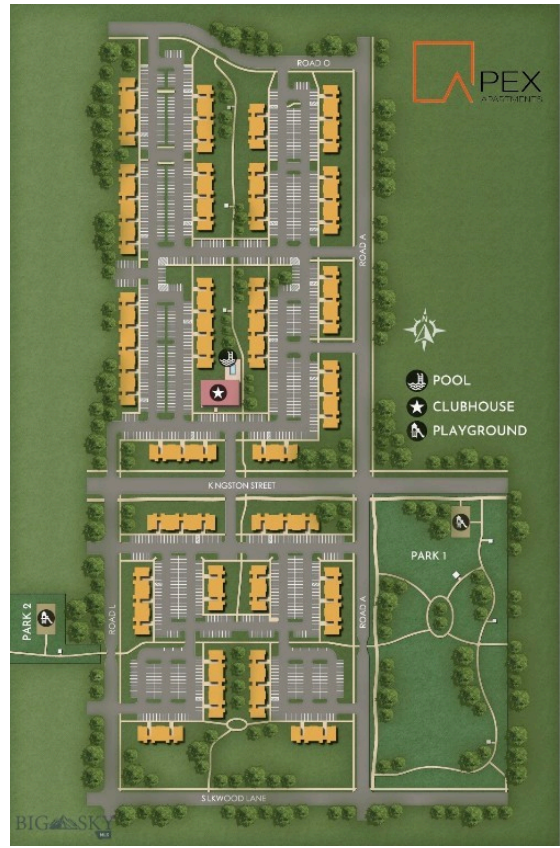 ROAD O
APEX
APARTMENTS
ROAD A
N
POOL
CLUBHOUSE
PLAYGROUND
KINGSTON STREET
PARK 1
PARK 2
ROAD L
ROAD A
SILKWOOD LANE
BIG SKY
MLS